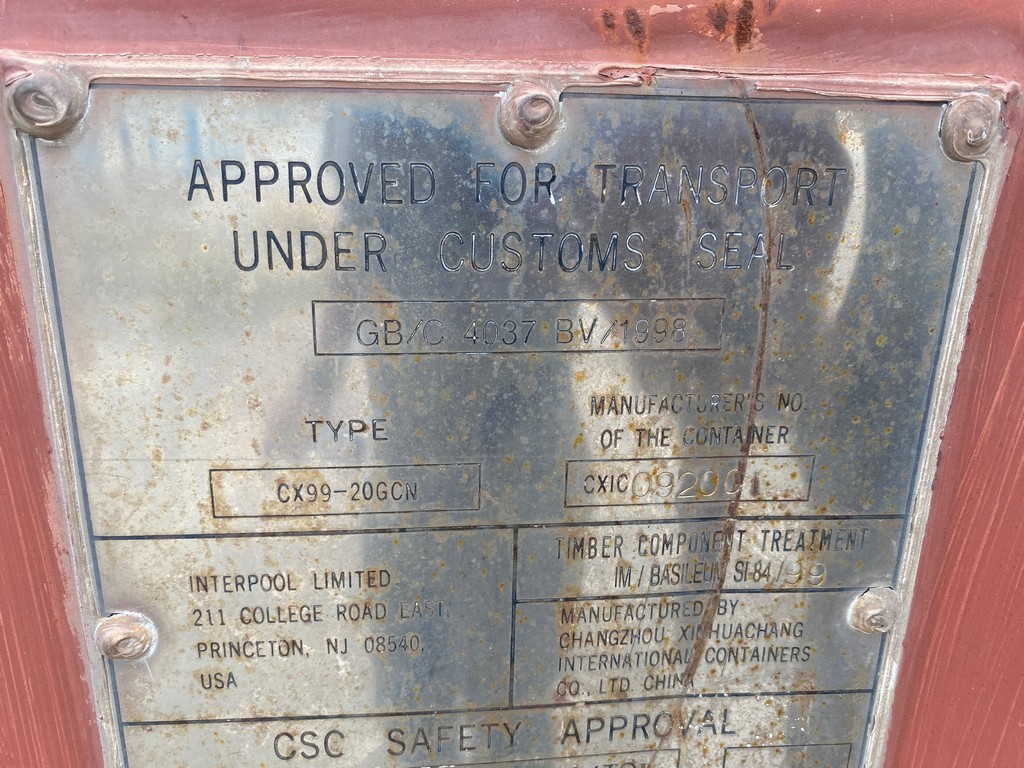 APPROVED FOR TRANSPORT
UNDER CUSTOMS SEAL
GB/C 4037 BV/1998
TYPE
MANUFACTURER'S NO.
OF THE CONTAINER
CX99-20GCN
CXIC 092001
INTERPOOL LIMITED
211 COLLEGE ROAD EAST,
PRINCETON, NJ 08540,
USA
TIMBER COMPONENT TREATMENT
IM / BASILEUM SI-84 / 99
MANUFACTURED BY
CHANGZHOU XINHUACHANG
INTERNATIONAL CONTAINERS
CO., LTD CHINA
CSC SAFETY APPROVAL